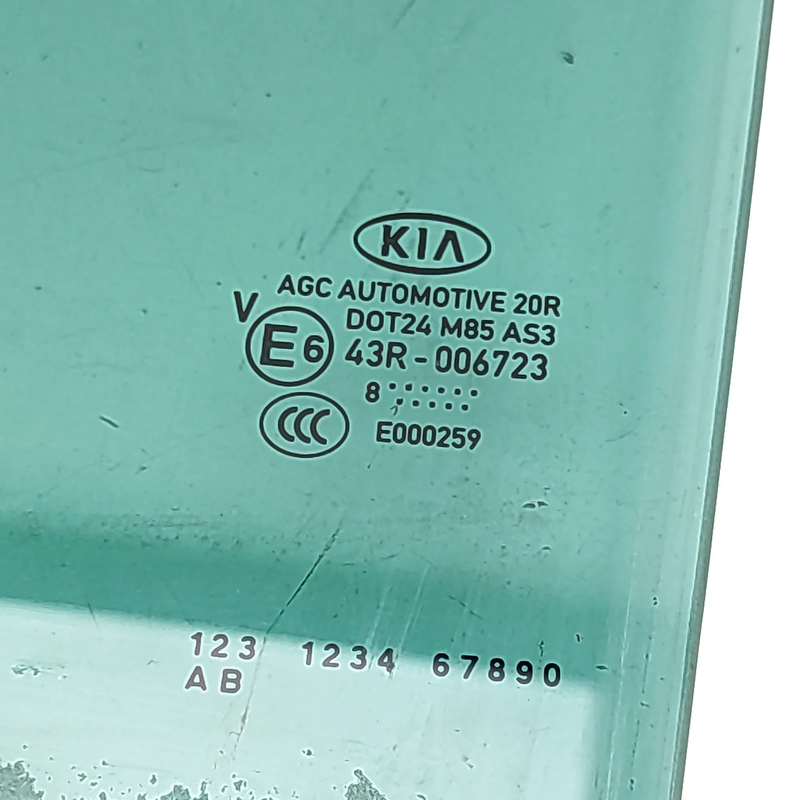 KIA
AGC AUTOMOTIVE 20R
V
DOT24 M85 AS3
E6 43R-006723
8
CCC E000259
123 1234 67890
AB